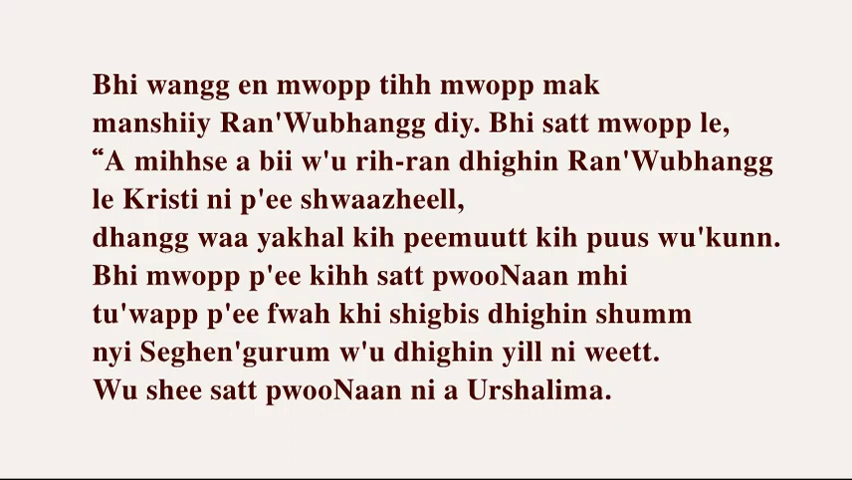 Bhi wangg en mwopp tihh mwopp mak
manshiiy Ran'Wubhangg diy. Bhi satt mwopp le,
“A mihhse a bii w'u rih-ran dhighin Ran'Wubhangg
le Kristi ni p'ee shwaazheell,
dhangg waa yakhal kih peemuutt kih puus wu'kunn.
Bhi mwopp p'ee kihh satt pwooNaan mhi
tu'wapp p'ee fwah khi shigbis dhighin shumm
nyi Seghen'gurum w'u dhighin yill ni weett.
Wu shee satt pwooNaan ni a Urshalima.